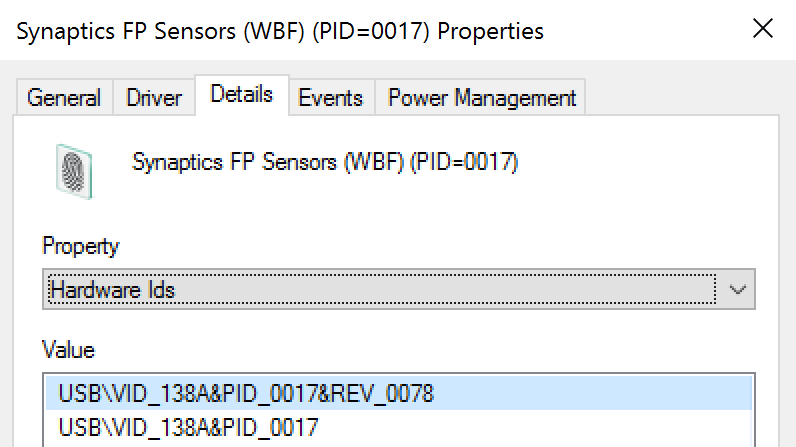 Synaptics FP Sensors (WBF) (PID=0017) Properties
General Driver Details Events Power Management
Synaptics FP Sensors (WBF) (PID=0017)
Property
Hardware Ids
Value
USB\VID_138A&PID_0017&REV_0078
USB\VID_138A&PID_0017